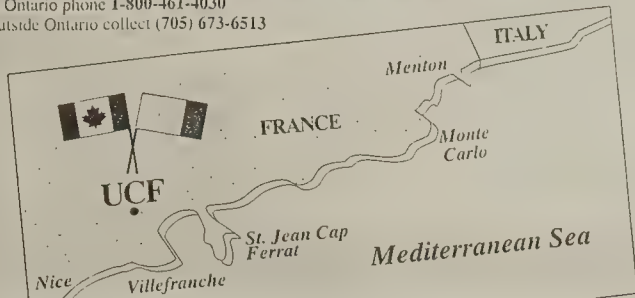 Ontario phone 1-800-461-4030
utside Ontario collect (705) 673-6513
ITALY
Menton
FRANCE
Monte
Carlo
UCF
St. Jean Cap
Ferrat
Mediterranean Sea
Nice
Villefranche